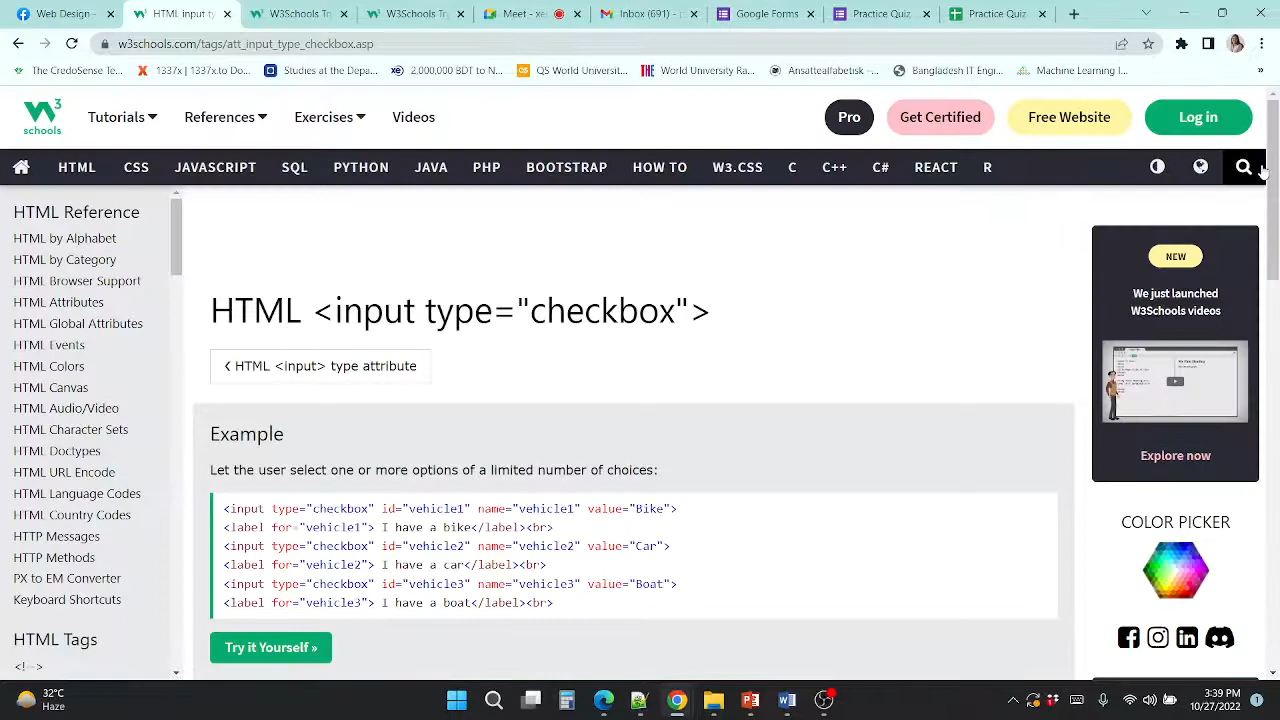 Web Design
HTML input ty
W3Schools Try
W3Schools Try
Meet - xe
Inbox (691) - c
Google Forms
Practice Quiz
Practice Quiz
w3schools.com/tags/att_input_type_checkbox.asp
The CredoSense Te...
1337x | 1337x.to Do...
Studies at the Depa...
2,000,000 BDT to N...
QS World Universit...
World University Ra...
Ansattelafabetisk –...
Bangladesh IT Engi...
Machine Learning I...
»
W3
schools
Tutorials
References
Exercises
Videos
Pro
Get Certified
Free Website
Log in
HTML CSS JAVASCRIPT SQL PYTHON JAVA PHP BOOTSTRAP HOW TO W3.CSS C C++ C# REACT R
HTML Reference
HTML by Alphabet
HTML by Category
HTML Browser Support
HTML Attributes
HTML Global Attributes
HTML Events
HTML Colors
HTML Canvas
HTML Audio/Video
HTML Character Sets
HTML Doctypes
HTML URL Encode
HTML Language Codes
HTML Country Codes
HTTP Messages
HTTP Methods
PX to EM Converter
Keyboard Shortcuts
HTML Tags
<!-->
HTML <input type="checkbox">
❮ HTML <input> type attribute
Example
Let the user select one or more options of a limited number of choices:
<input type="checkbox" id="vehicle1" name="vehicle1" value="Bike">
<label for="vehicle1"> I have a bike</label><br>
<input type="checkbox" id="vehicle2" name="vehicle2" value="Car">
<label for="vehicle2"> I have a car</label><br>
<input type="checkbox" id="vehicle3" name="vehicle3" value="Boat">
<label for="vehicle3"> I have a boat</label><br>
Try it Yourself »
NEW
We just launched
W3Schools videos
Explore now
COLOR PICKER
32°C
Haze
3:39 PM
10/27/2022
1